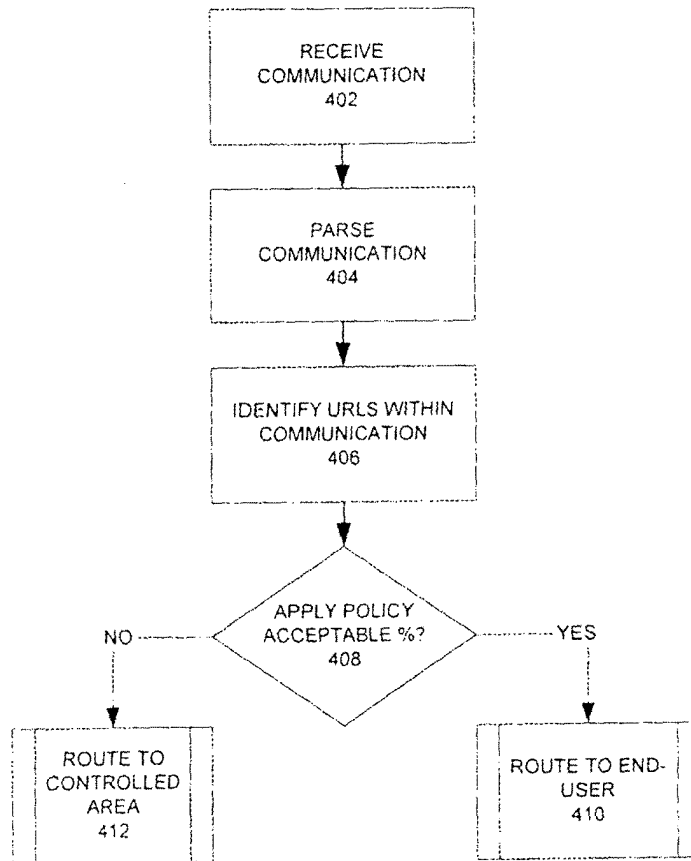 RECEIVE
COMMUNICATION
402
PARSE
COMMUNICATION
404
IDENTIFY URLS WITHIN
COMMUNICATION
406
APPLY POLICY
ACCEPTABLE %?
408
NO
YES
ROUTE TO
CONTROLLED
AREA
412
ROUTE TO END-
USER
410